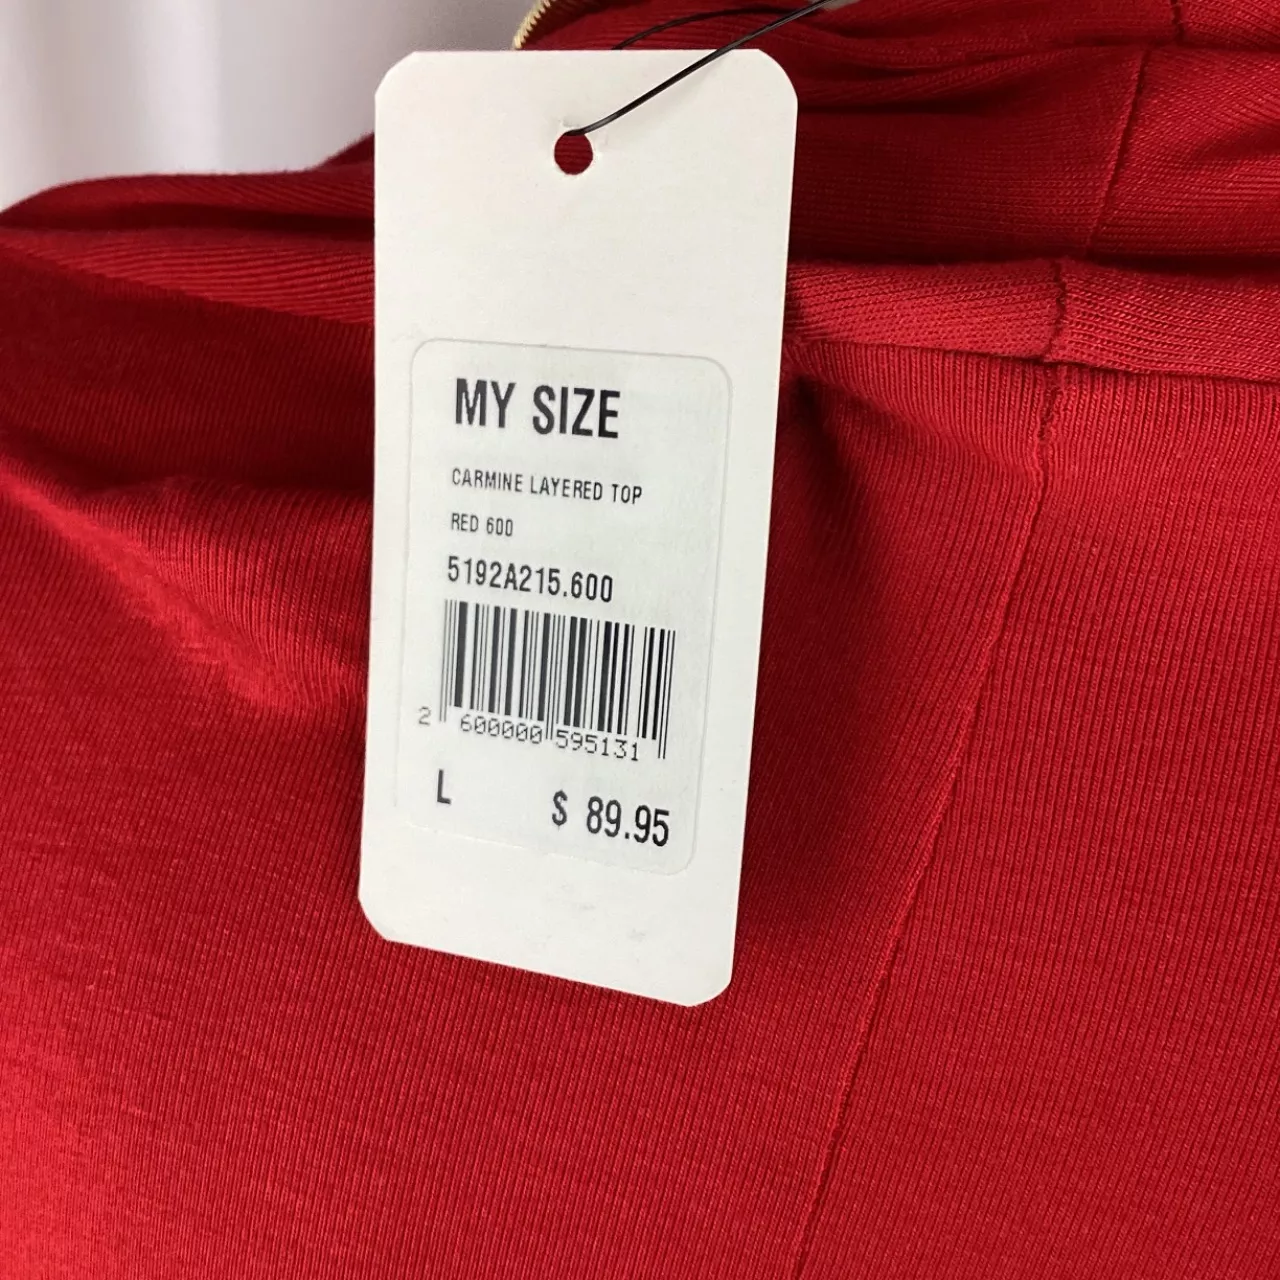 MY SIZE
CARMINE LAYERED TOP
RED 600
5192A215.600
2 600000 595131
L $ 89.95